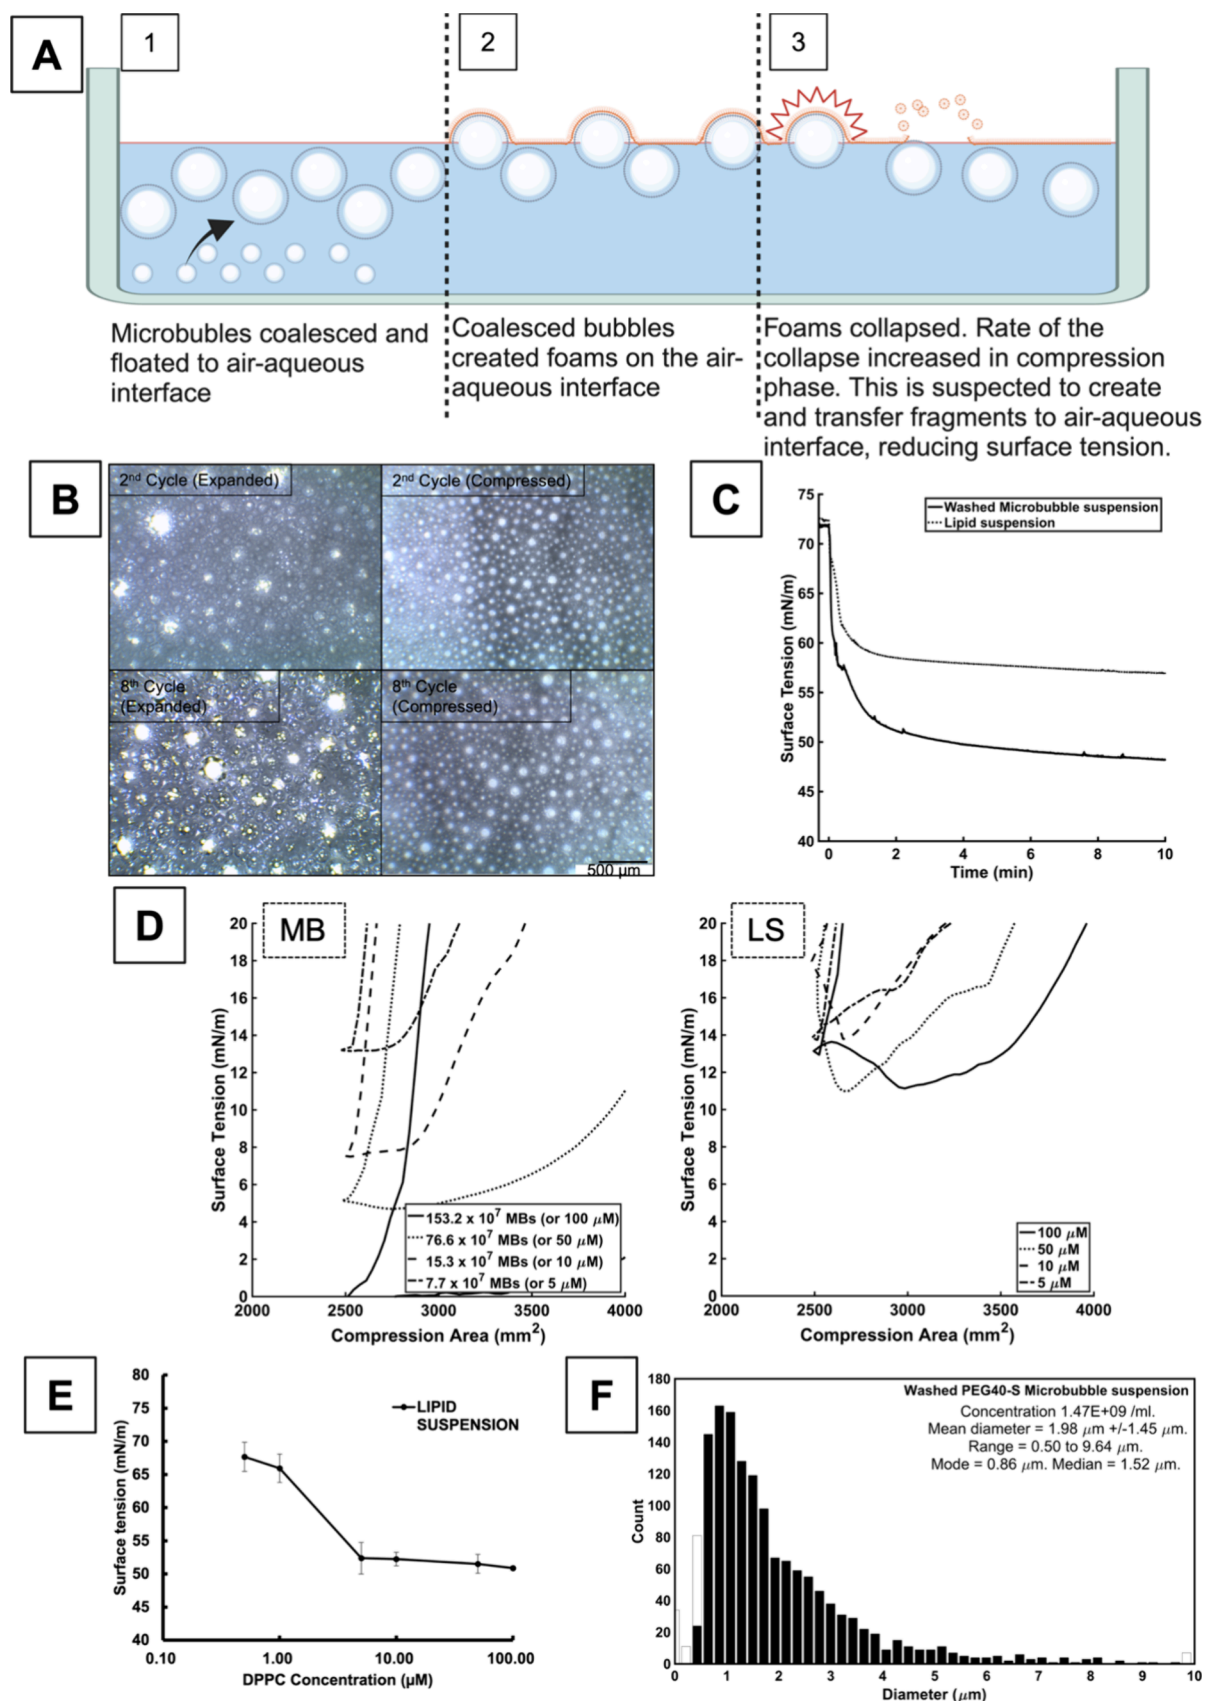 A
1
2
3
Microbubles coalesced and
floated to air-aqueous
interface
Coalesced bubbles
created foams on the air-
aqueous interface
Foams collapsed. Rate of the
collapse increased in compression
phase. This is suspected to create
and transfer fragments to air-aqueous
interface, reducing surface tension.
B
2nd Cycle (Expanded)
2nd Cycle (Compressed)
8th Cycle
(Expanded)
8th Cycle
(Compressed)
500 μm
C
75
70
65
60
55
50
45
40
Surface Tension (mN/m)
Washed Microbubble suspension
Lipid suspension
0 2 4 6 8 10
Time (min)
D
MB
20
18
16
14
12
10
8
6
4
2
0
Surface Tension (mN/m)
153.2 x 10⁷ MBs (or 100 μM)
76.6 x 10⁷ MBs (or 50 μM)
15.3 x 10⁷ MBs (or 10 μM)
7.7 x 10⁷ MBs (or 5 μM)
2000 2500 3000 3500 4000
Compression Area (mm²)
LS
20
18
16
14
12
10
8
6
4
2
0
Surface Tension (mN/m)
100 μM
50 μM
10 μM
5 μM
2000 2500 3000 3500 4000
Compression Area (mm²)
E
80
75
70
65
60
55
50
45
40
Surface tension (mN/m)
LIPID
SUSPENSION
0.10 1.00 10.00 100.00
DPPC Concentration (μM)
F
180
160
140
120
100
80
60
40
20
0
Count
Washed PEG40-S Microbubble suspension
Concentration 1.47E+09 /ml.
Mean diameter = 1.98 μm +/-1.45 μm.
Range = 0.50 to 9.64 μm.
Mode = 0.86 μm. Median = 1.52 μm.
0 1 2 3 4 5 6 7 8 9 10
Diameter (μm)